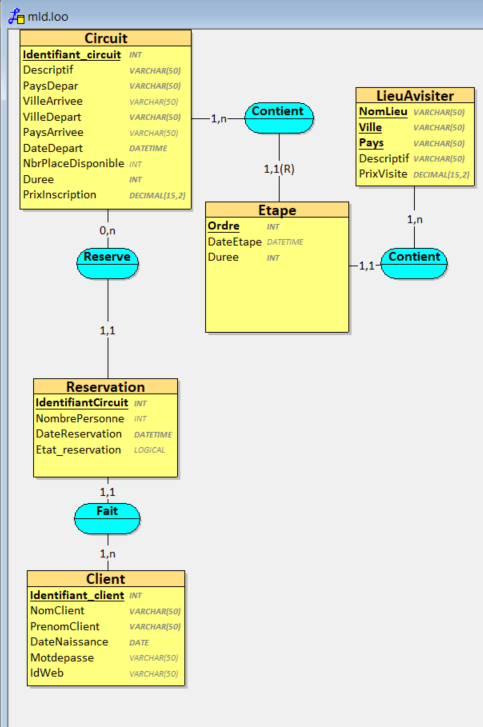 mld.loo
Circuit
Identifiant_circuit INT
Descriptif VARCHAR(50)
PaysDepar VARCHAR(50)
VilleArrivee VARCHAR(50)
VilleDepart VARCHAR(50)
PaysArrivee VARCHAR(50)
DateDepart DATETIME
NbrPlaceDisponible INT
Duree INT
PrixInscription DECIMAL(15,2)
1,n
Contient
1,1(R)
LieuAvisiter
NomLieu VARCHAR(50)
Ville VARCHAR(50)
Pays VARCHAR(50)
Descriptif VARCHAR(50)
PrixVisite DECIMAL(15,2)
1,n
Etape
Ordre INT
DateEtape DATETIME
Duree INT
1,1
Contient
0,n
Reserve
1,1
Reservation
IdentifiantCircuit INT
NombrePersonne INT
DateReservation DATETIME
Etat_reservation LOGICAL
1,1
Fait
1,n
Client
Identifiant_client INT
NomClient VARCHAR(50)
PrenomClient VARCHAR(50)
DateNaissance DATE
Motdepasse VARCHAR(50)
IdWeb VARCHAR(50)